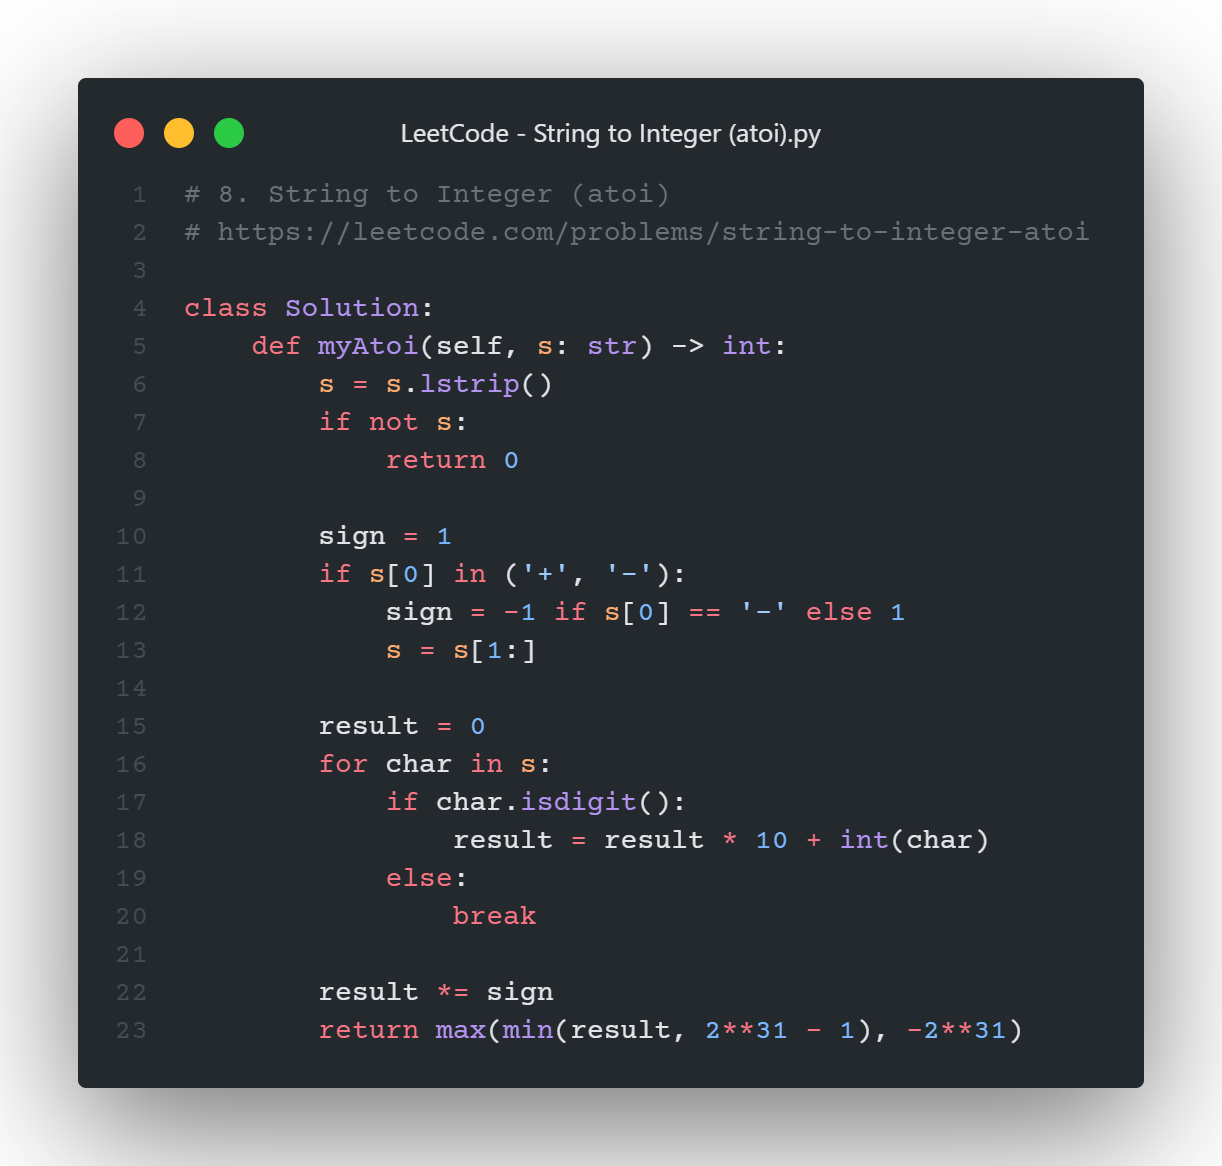 LeetCode - String to Integer (atoi).py
1 # 8. String to Integer (atoi)
2 # https://leetcode.com/problems/string-to-integer-atoi
3
4 class Solution:
5     def myAtoi(self, s: str) -> int:
6         s = s.lstrip()
7         if not s:
8             return 0
9
10         sign = 1
11         if s[0] in ('+', '-'):
12             sign = -1 if s[0] == '-' else 1
13             s = s[1:]
14
15         result = 0
16         for char in s:
17             if char.isdigit():
18                 result = result * 10 + int(char)
19             else:
20                 break
21
22         result *= sign
23         return max(min(result, 2**31 - 1), -2**31)